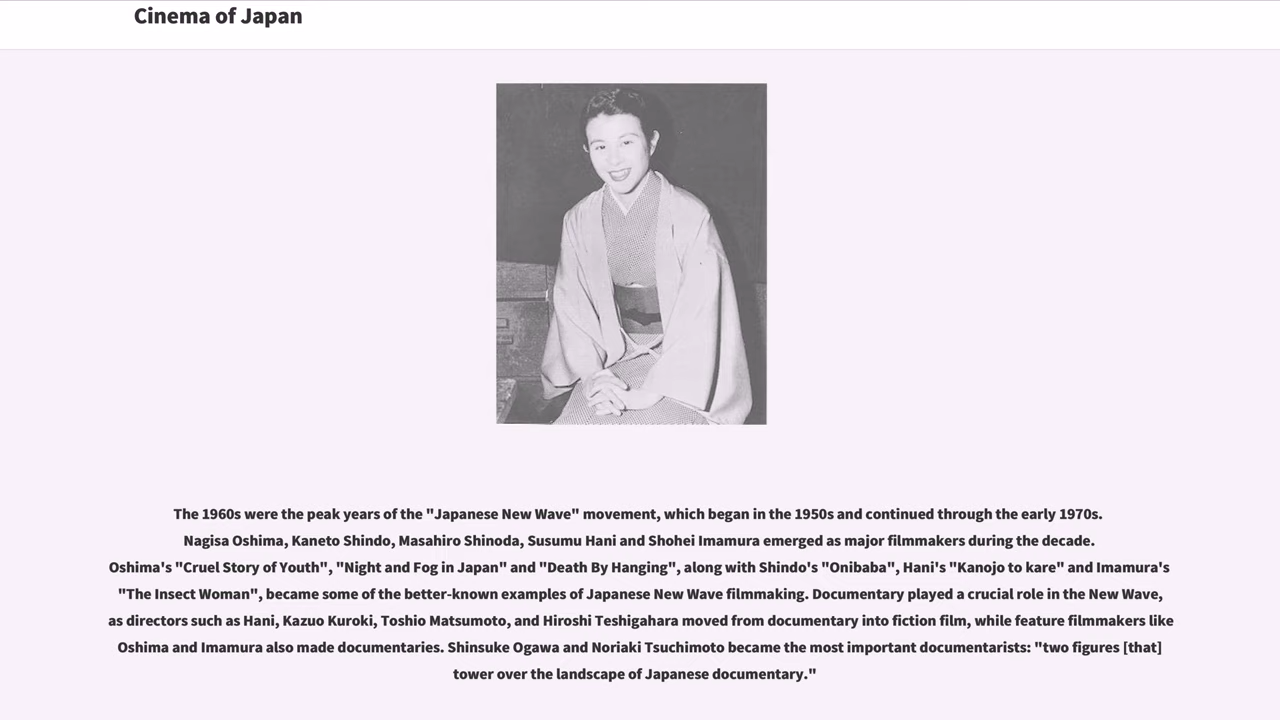 Cinema of Japan
The 1960s were the peak years of the "Japanese New Wave" movement, which began in the 1950s and continued through the early 1970s.
Nagisa Oshima, Kaneto Shindo, Masahiro Shinoda, Susumu Hani and Shohei Imamura emerged as major filmmakers during the decade.
Oshima's "Cruel Story of Youth", "Night and Fog in Japan" and "Death By Hanging", along with Shindo's "Onibaba", Hani's "Kanojo to kare" and Imamura's
"The Insect Woman", became some of the better-known examples of Japanese New Wave filmmaking. Documentary played a crucial role in the New Wave,
as directors such as Hani, Kazuo Kuroki, Toshio Matsumoto, and Hiroshi Teshigahara moved from documentary into fiction film, while feature filmmakers like
Oshima and Imamura also made documentaries. Shinsuke Ogawa and Noriaki Tsuchimoto became the most important documentarists: "two figures [that]
tower over the landscape of Japanese documentary."